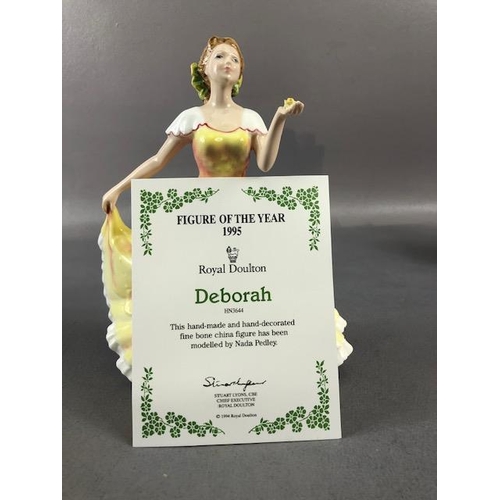 FIGURE OF THE YEAR
1995
Royal Doulton
Deborah
HN3644
This hand-made and hand-decorated
fine bone china figure has been
modelled by Nada Pedley.
STUART LYONS, CBE
CHIEF EXECUTIVE
ROYAL DOULTON
© 1994 Royal Doulton